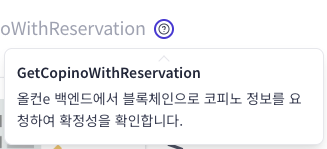 oWithReservation
GetCopinoWithReservation
올컨e 백엔드에서 블록체인으로 코피노 정보를 요
청하여 확정성을 확인합니다.